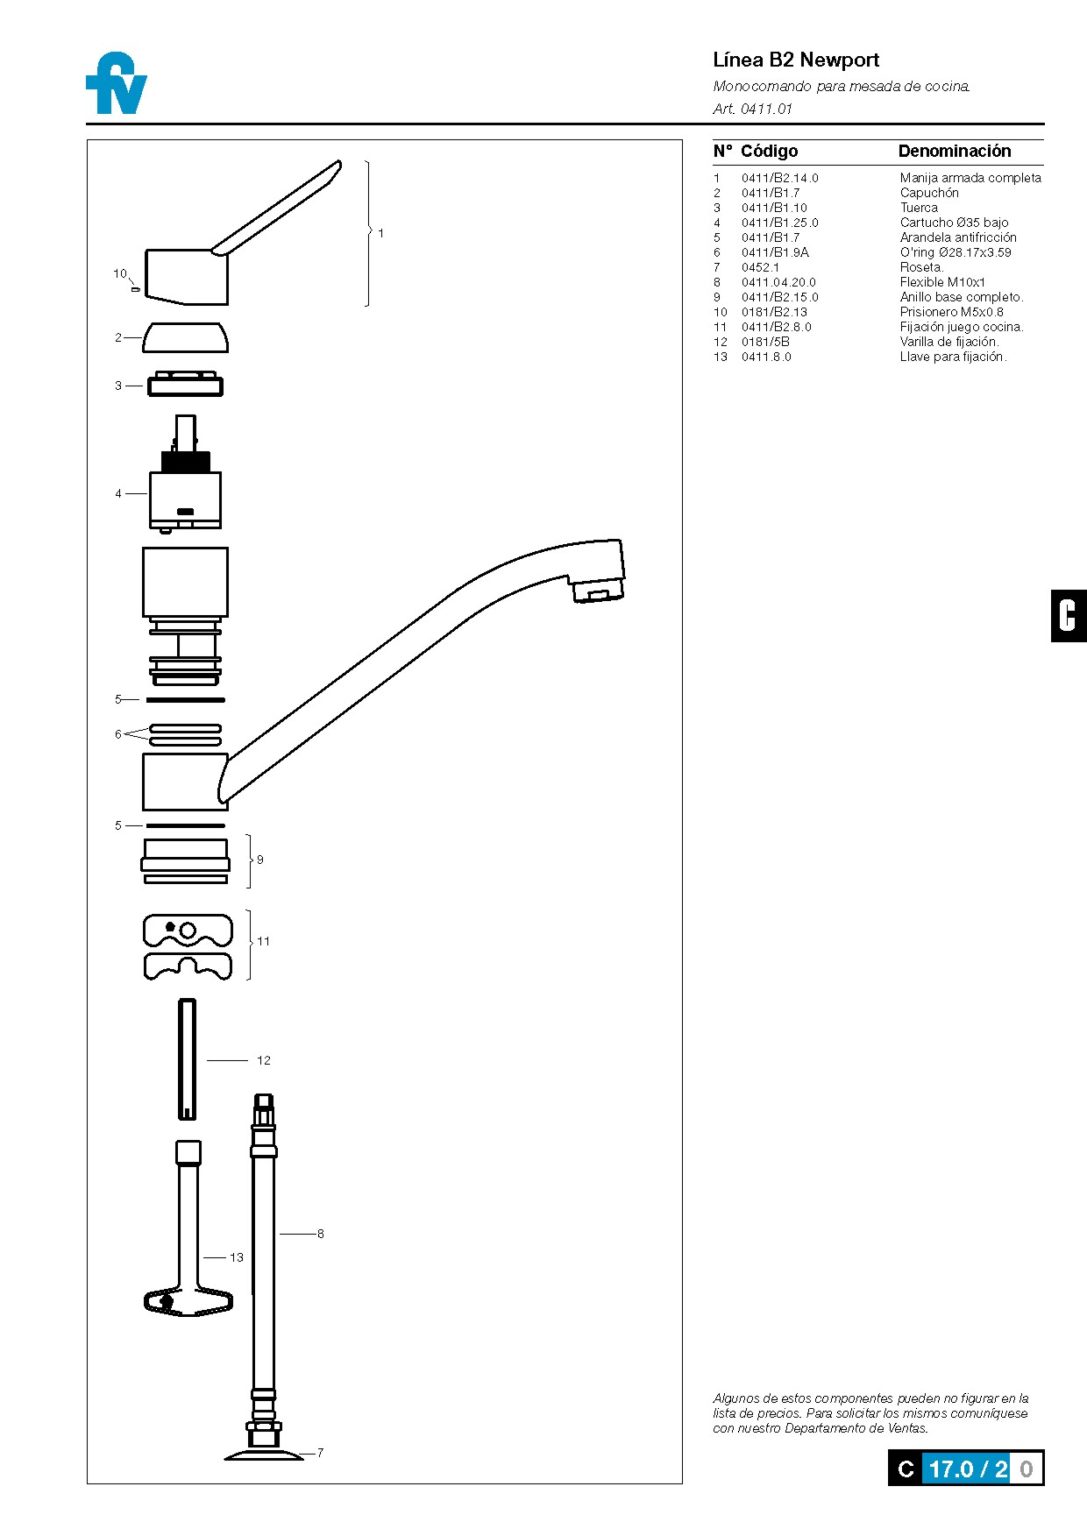 fv
Línea B2 Newport
Monocomando para mesada de cocina.
Art. 0411.01
N° Código Denominación
1 0411/B2.14.0 Manija armada completa
2 0411/B1.7 Capuchón
3 0411/B1.10 Tuerca
4 0411/B1.25.0 Cartucho Ø35 bajo
5 0411/B1.7 Arandela antifricción
6 0411/B1.9A O'ring Ø28.17x3.59
7 0452.1 Roseta.
8 0411.04.20.0 Flexible M10x1
9 0411/B2.15.0 Anillo base completo.
10 0181/B2.13 Prisionero M5x0.8
11 0411/B2.8.0 Fijación juego cocina.
12 0181/5B Varilla de fijación.
13 0411.8.0 Llave para fijación.
1
10
2
3
4
5
6
5
9
11
12
8
13
7
C
Algunos de estos componentes pueden no figurar en la
lista de precios. Para solicitar los mismos comuníquese
con nuestro Departamento de Ventas.
C 17.0 / 2 0